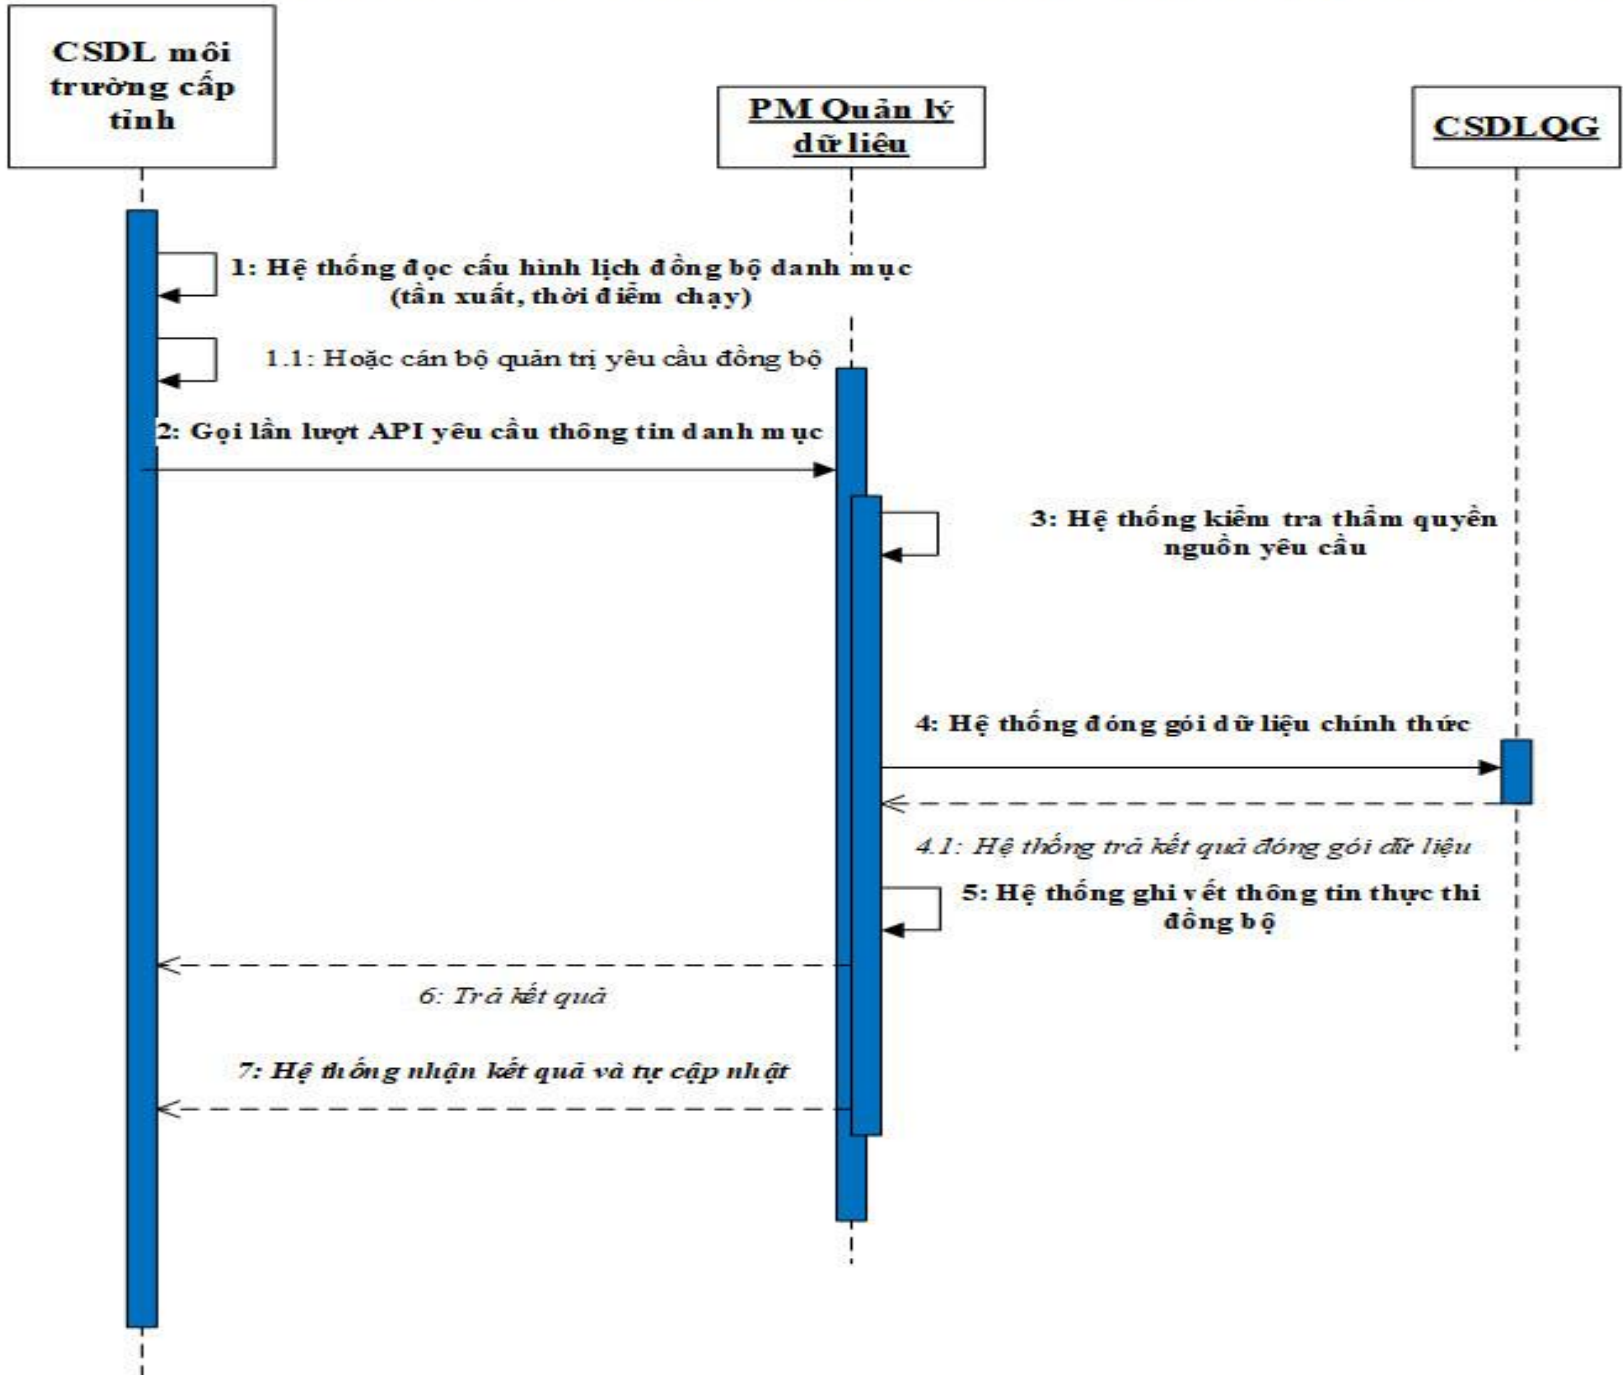 CSDL môi
trường cấp
tỉnh
PM Quản lý
dữ liệu
CSDLQG
1: Hệ thống đọc cấu hình lịch đồng bộ danh mục
(tần xuất, thời điểm chạy)
1.1: Hoặc cán bộ quản trị yêu cầu đồng bộ
2: Gọi lần lượt API yêu cầu thông tin danh mục
3: Hệ thống kiểm tra thẩm quyền
nguồn yêu cầu
4: Hệ thống đóng gói dữ liệu chính thức
4.1: Hệ thống trả kết quả đóng gói dữ liệu
5: Hệ thống ghi vết thông tin thực thi
đồng bộ
6: Trả kết quả
7: Hệ thống nhận kết quả và tự cập nhật